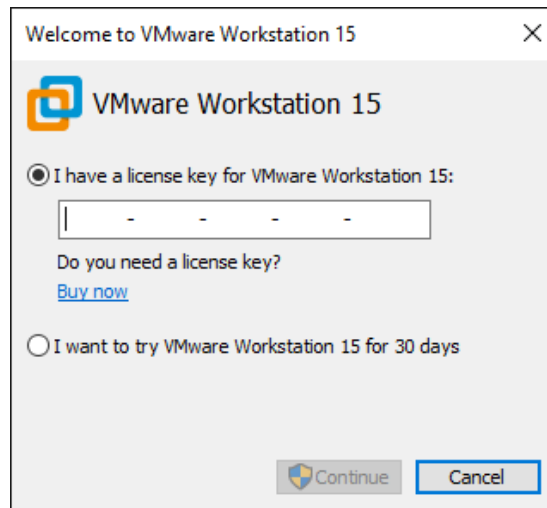 Welcome to VMware Workstation 15
VMware Workstation 15
I have a license key for VMware Workstation 15:
- - - -
Do you need a license key?
Buy now
I want to try VMware Workstation 15 for 30 days
Continue Cancel